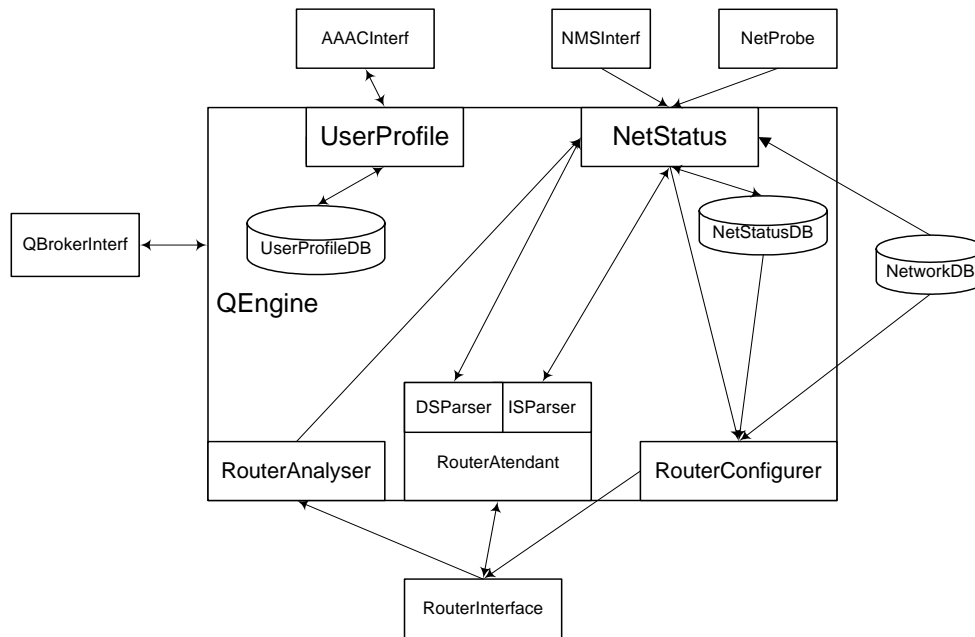 AAACInterf
NMSInterf
NetProbe
UserProfile
NetStatus
QBrokerInterf
UserProfileDB
NetStatusDB
NetworkDB
QEngine
DSParser
ISParser
RouterAnalyser
RouterAtendant
RouterConfigurer
RouterInterface